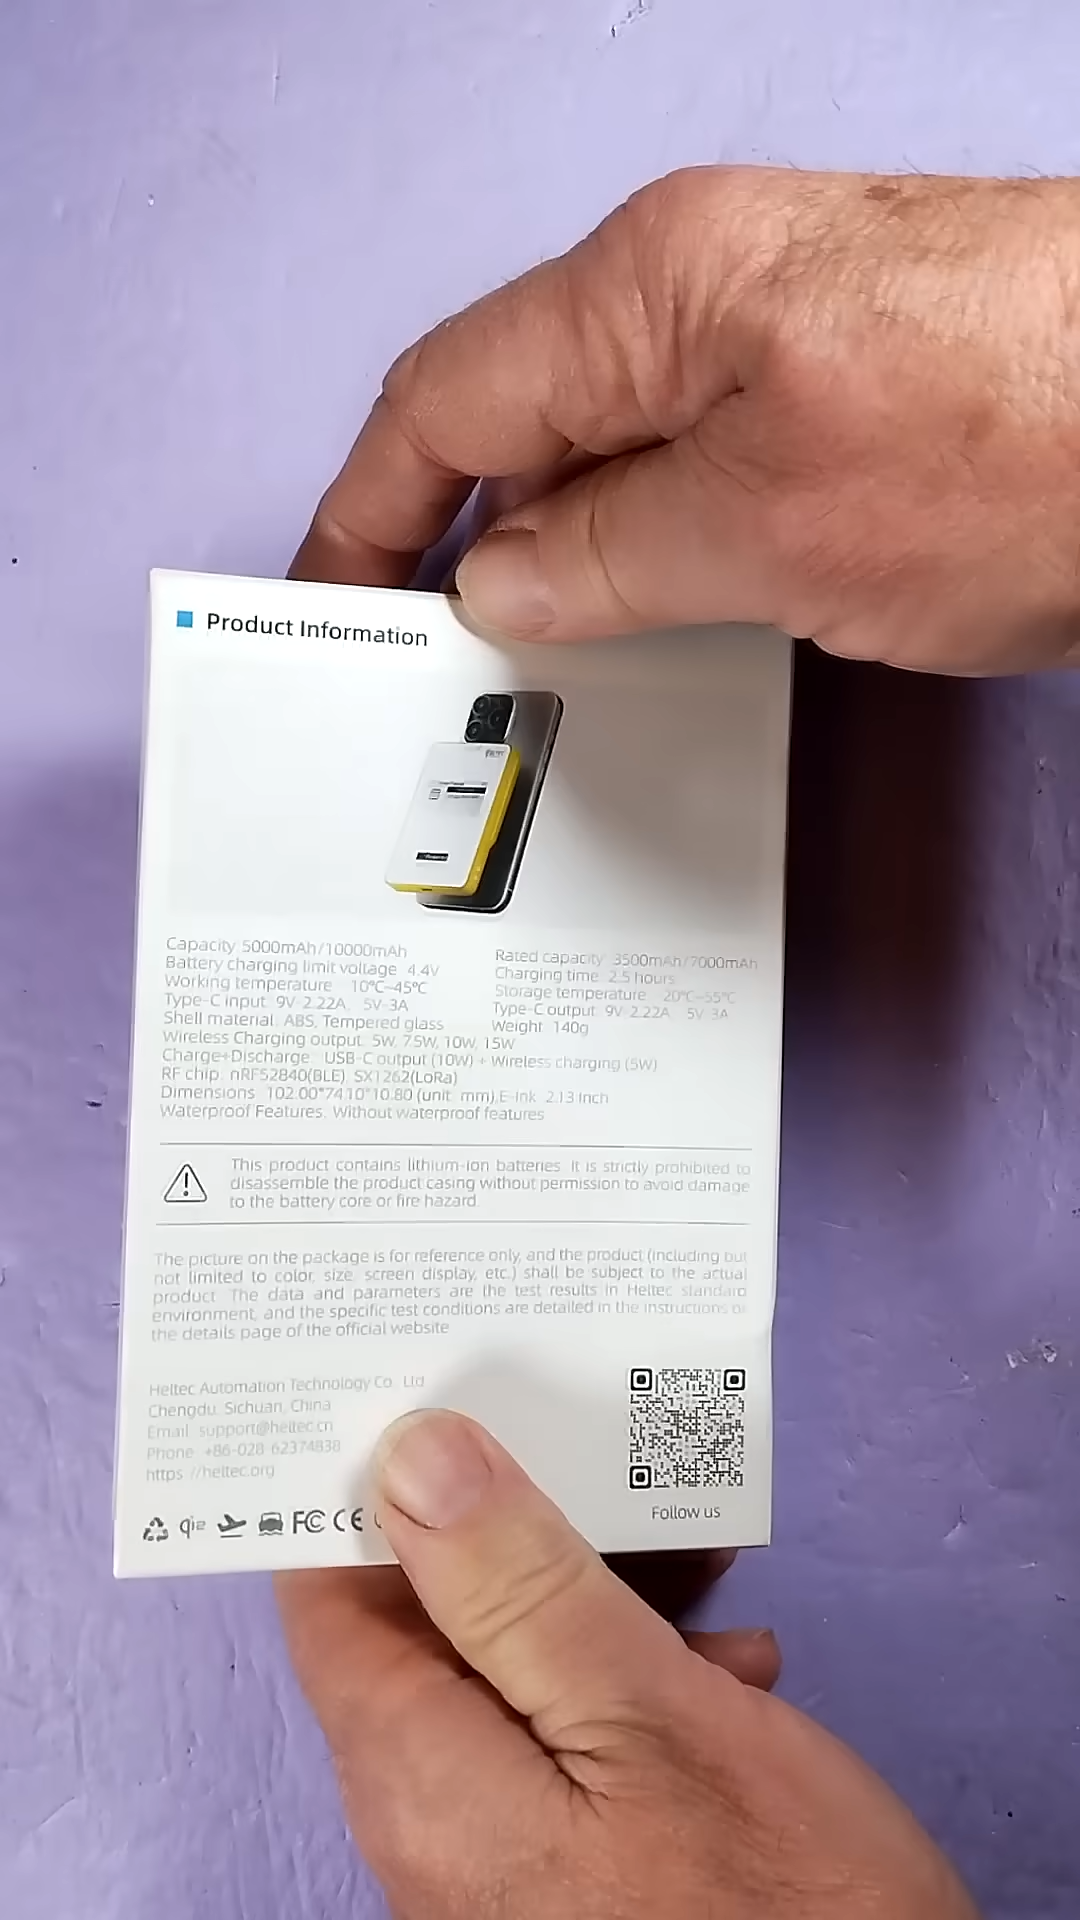 Product Information
Capacity 5000mAh/10000mAh
Rated capacity 3500mAh/7000mAh
Battery charging limit voltage 4.4V
Charging time 2.5 hours
Working temperature 10℃~45℃
Storage temperature 20℃~55℃
Type-C input 9V-2.22A, 5V-3A
Type-C output 9V-2.22A, 5V-3A
Shell material: ABS, Tempered glass
Weight 140g
Wireless Charging output: 5W, 7.5W, 10W, 15W
Charge+Discharge: USB-C output (10W) + Wireless charging (5W)
RF chip: nRF52840(BLE), SX1262(LoRa)
Dimensions 102.00*74.10*10.80 (unit: mm),E-Ink 2.13 Inch
Waterproof Features: Without waterproof features
This product contains lithium-ion batteries. It is strictly prohibited to
disassemble the product casing without permission to avoid damage
to the battery core or fire hazard.
The picture on the package is for reference only, and the product (including but
not limited to color, size, screen display, etc.) shall be subject to the actual
product. The data and parameters are the test results in Heltec standard
environment, and the specific test conditions are detailed in the instructions or
the details page of the official website
Heltec Automation Technology Co., Ltd
Chengdu, Sichuan, China
Email: support@heltec.cn
Phone: +86-028-62374838
https://heltec.org
Follow us
qi2 FC CE